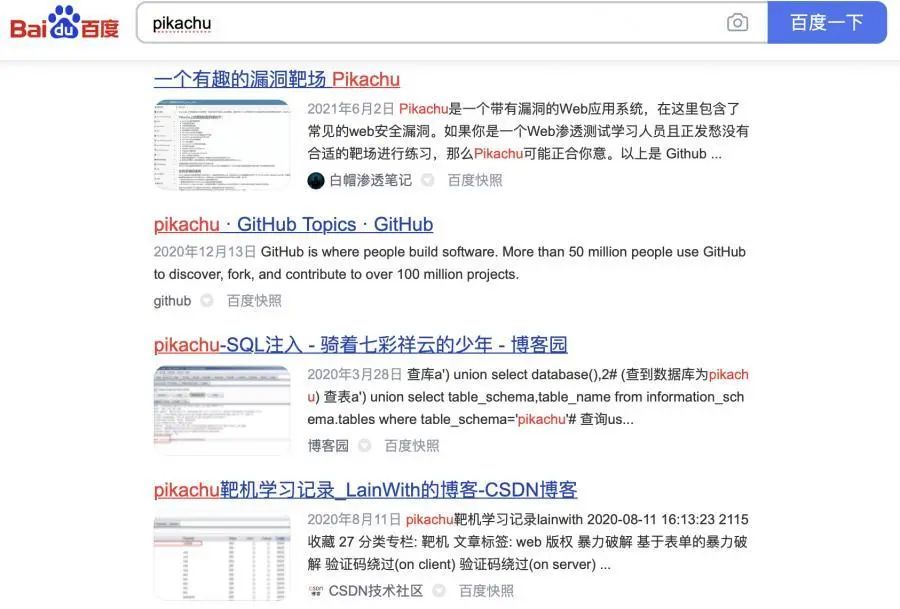 Bai du 百度 pikachu 百度一下
一个有趣的漏洞靶场 Pikachu
2021年6月2日 Pikachu是一个带有漏洞的Web应用系统，在这里包含了
常见的web安全漏洞。如果你是一个Web渗透测试学习人员且正发愁没有
合适的靶场进行练习，那么Pikachu可能正合你意。以上是 Github ...
白帽渗透笔记 百度快照
pikachu · GitHub Topics · GitHub
2020年12月13日 GitHub is where people build software. More than 50 million people use GitHub
to discover, fork, and contribute to over 100 million projects.
github 百度快照
pikachu-SQL注入 - 骑着七彩祥云的少年 - 博客园
2020年3月28日 查库a') union select database(),2# (查到数据库为pikach
u) 查表a') union select table_schema,table_name from information_sch
ema.tables where table_schema='pikachu'# 查询us...
博客园 百度快照
pikachu靶机学习记录_LainWith的博客-CSDN博客
2020年8月11日 pikachu靶机学习记录lainwith 2020-08-11 16:13:23 2115
收藏 27 分类专栏: 靶机 文章标签: web 版权 暴力破解 基于表单的暴力破
解 验证码绕过(on client) 验证码绕过(on server) ...
CSDN技术社区 百度快照